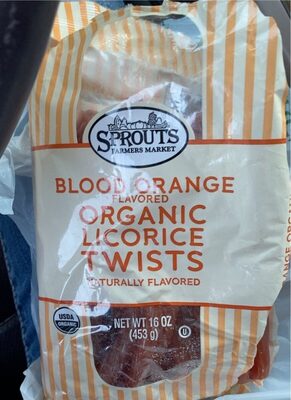 SPROUTS
FARMERS MARKET
BLOOD ORANGE
FLAVORED
ORGANIC
LICORICE
TWISTS
NATURALLY FLAVORED
USDA
ORGANIC
NET WT 16 OZ
(453 g)
U